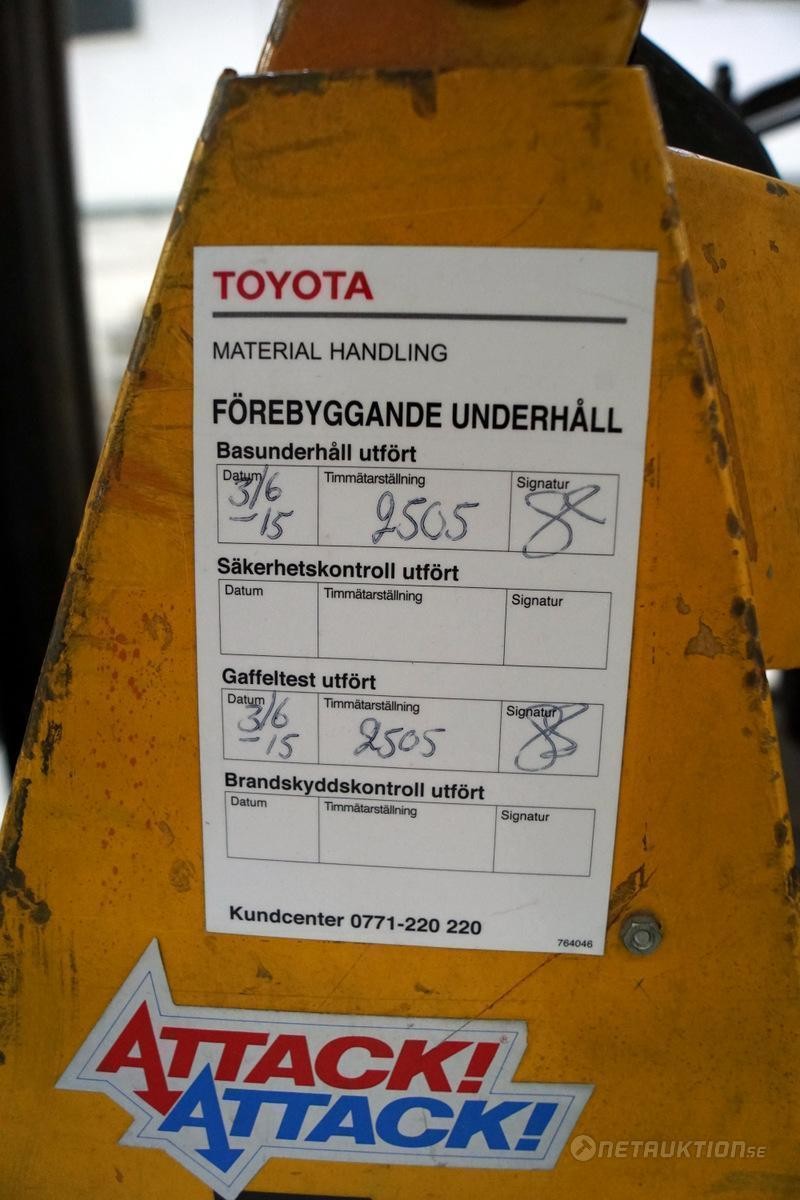 TOYOTA
MATERIAL HANDLING
FÖREBYGGANDE UNDERHÅLL
Basunderhåll utfört
Datum Timmätarställning Signatur
3/6 -15 2505
Säkerhetskontroll utfört
Datum Timmätarställning Signatur
Gaffeltest utfört
Datum Timmätarställning Signatur
3/6 -15 2505
Brandskyddskontroll utfört
Datum Timmätarställning Signatur
Kundcenter 0771-220 220
764046
ATTACK!
ATTACK!
NETAUKTION.SE